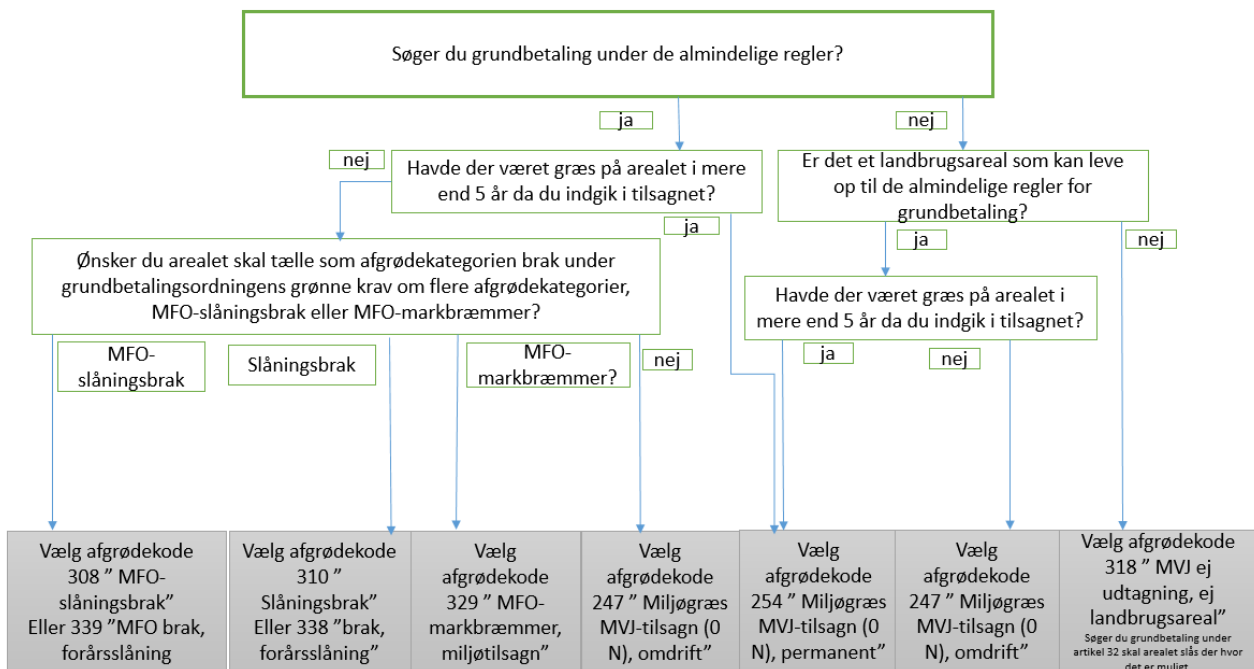 Søger du grundbetaling under de almindelige regler?
ja
nej
nej
Havde der været græs på arealet i mere
end 5 år da du indgik i tilsagnet?
Er det et landbrugsareal som kan leve
op til de almindelige regler for
grundbetaling?
ja
ja
nej
Ønsker du arealet skal tælle som afgrødekategorien brak under
grundbetalingsordningens grønne krav om flere afgrødekategorier,
MFO-slåningsbrak eller MFO-markbræmmer?
Havde der været græs på arealet i
mere end 5 år da du indgik i tilsagnet?
MFO-
slåningsbrak
Slåningsbrak
MFO-
markbræmmer?
nej
ja
nej
Vælg afgrødekode
308 ” MFO-
slåningsbrak”
Eller 339 ”MFO brak,
forårsslåning
Vælg afgrødekode
310 ”
Slåningsbrak”
Eller 338 ”brak,
forårsslåning”
Vælg
afgrødekode
329 ” MFO-
markbræmmer,
miljøtilsagn”
Vælg
afgrødekode
247 ” Miljøgræs
MVJ-tilsagn (0
N), omdrift”
Vælg
afgrødekode
254 ” Miljøgræs
MVJ-tilsagn (0
N), permanent”
Vælg
afgrødekode
247 ” Miljøgræs
MVJ-tilsagn (0
N), omdrift”
Vælg afgrødekode
318 ” MVJ ej
udtagning, ej
landbrugsareal”
Søger du grundbetaling under
artikel 32 skal arealet slås der hvor
det er muligt